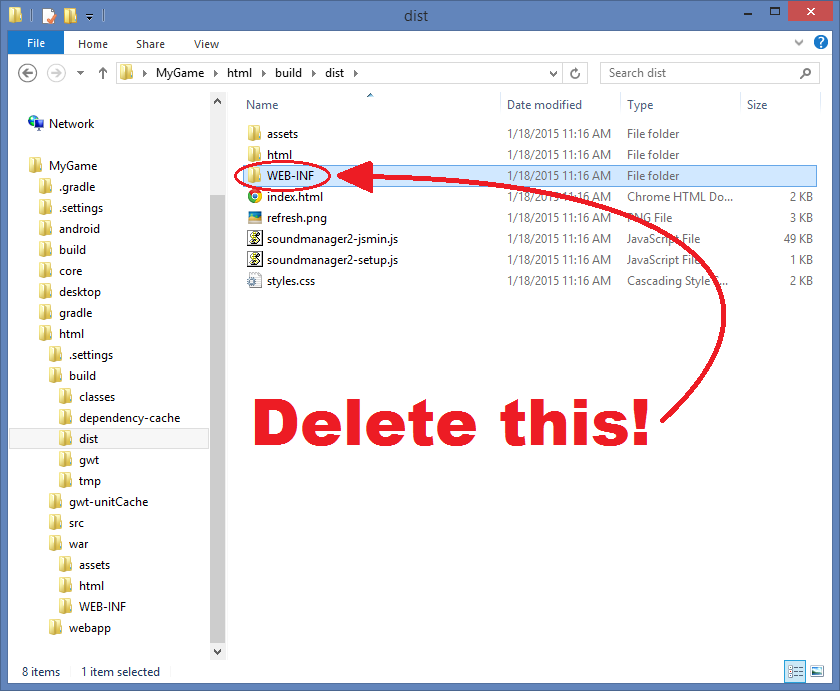 dist
File Home Share View
MyGame html build dist Search dist
Name Date modified Type Size
Network
MyGame
.gradle
.settings
android
build
core
desktop
gradle
html
.settings
build
classes
dependency-cache
dist
gwt
tmp
gwt-unitCache
src
war
assets
html
WEB-INF
webapp
assets 1/18/2015 11:16 AM File folder
html 1/18/2015 11:16 AM File folder
WEB-INF 1/18/2015 11:16 AM File folder
index.html 1/18/2015 11:16 AM Chrome HTML Do... 2 KB
refresh.png 1/18/2015 11:16 AM PNG File 3 KB
soundmanager2-jsmin.js 1/18/2015 11:16 AM JavaScript File 49 KB
soundmanager2-setup.js 1/18/2015 11:16 AM JavaScript File 1 KB
styles.css 1/18/2015 11:16 AM Cascading Style S... 2 KB
Delete this!
8 items 1 item selected